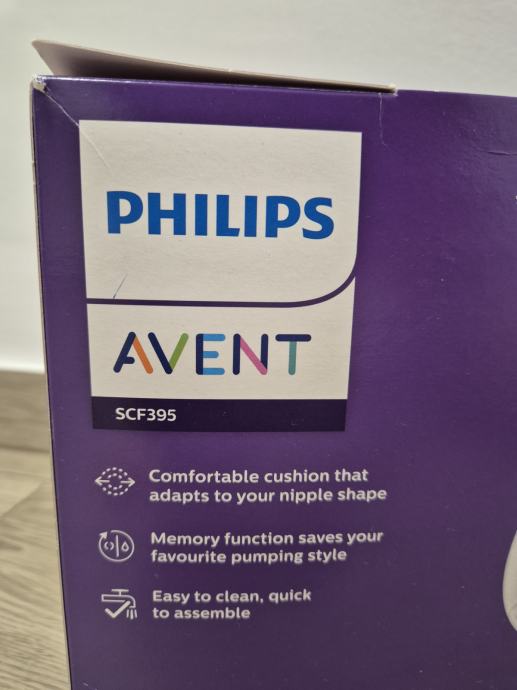 PHILIPS
AVENT
SCF395
Comfortable cushion that
adapts to your nipple shape
Memory function saves your
favourite pumping style
Easy to clean, quick
to assemble